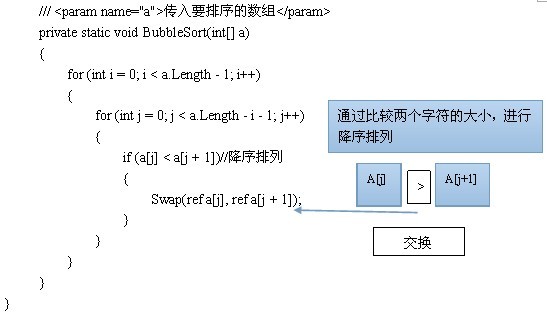 /// <param name="a">传入要排序的数组</param>
private static void BubbleSort(int[] a)
{
for (int i = 0; i < a.Length - 1; i++)
{
for (int j = 0; j < a.Length - i - 1; j++)
{
if (a[j] < a[j + 1])//降序排列
{
Swap(ref a[j], ref a[j + 1]);
}
}
}
}
}
通过比较两个字符的大小，进行
降序排列
A[j] > A[j+1]
交换